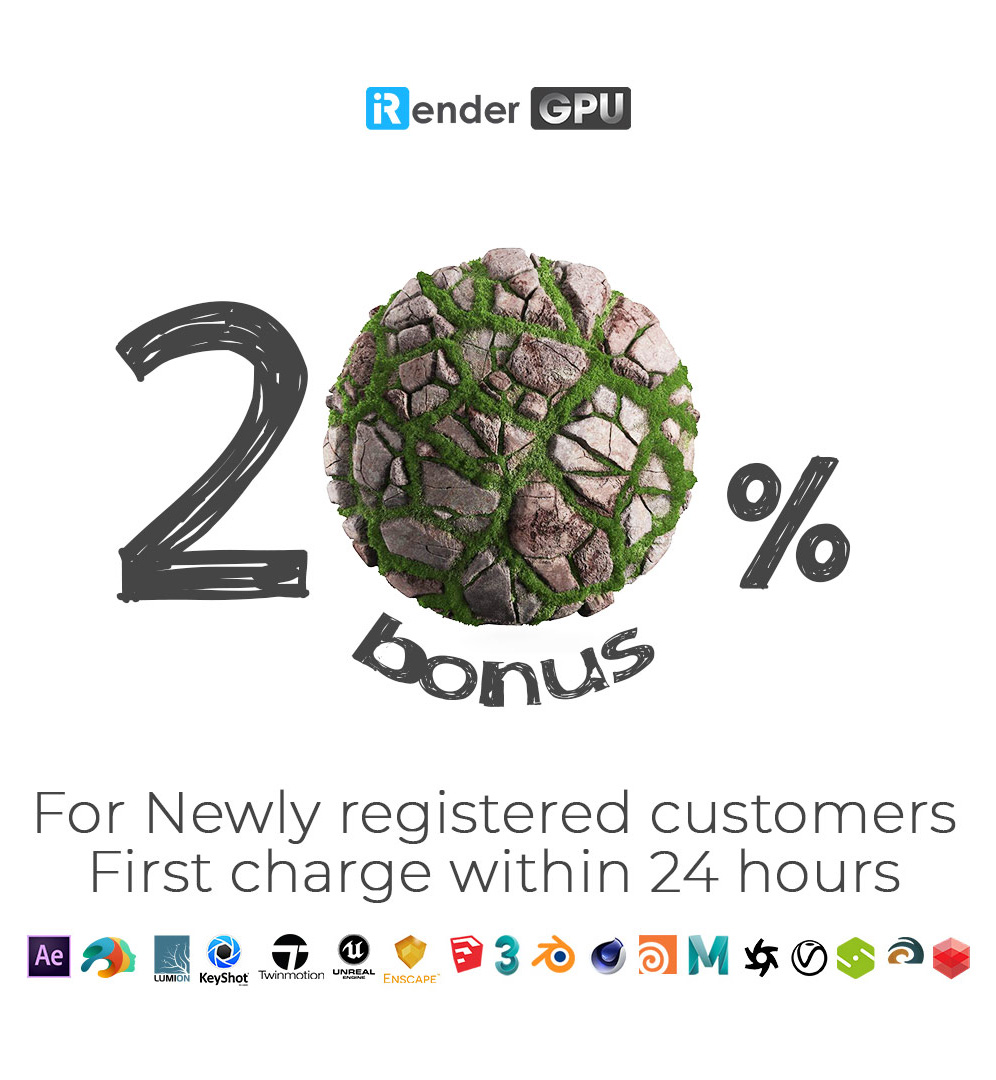 iRender GPU
20%
bonus
For Newly registered customers
First charge within 24 hours
Ae LUMION KeyShot Twinmotion UNREAL ENGINE ENSCAPE 3